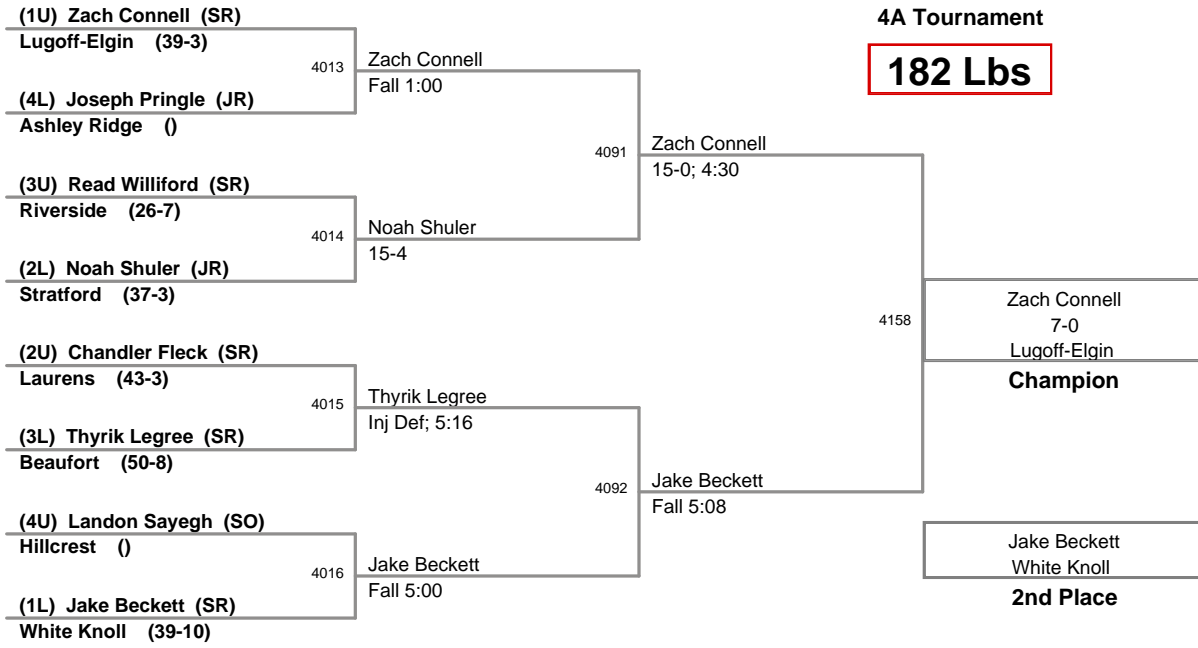 (1U) Zach Connell (SR)
Lugoff-Elgin (39-3)
4013
(4L) Joseph Pringle (JR)
Ashley Ridge ()
(3U) Read Williford (SR)
Riverside (26-7)
4014
(2L) Noah Shuler (JR)
Stratford (37-3)
(2U) Chandler Fleck (SR)
Laurens (43-3)
4015
(3L) Thyrik Legree (SR)
Beaufort (50-8)
(4U) Landon Sayegh (SO)
Hillcrest ()
4016
(1L) Jake Beckett (SR)
White Knoll (39-10)
Zach Connell
Fall 1:00
4091
Noah Shuler
15-4
Thyrik Legree
Inj Def; 5:16
4092
Jake Beckett
Fall 5:00
Zach Connell
15-0; 4:30
4158
Jake Beckett
Fall 5:08
4A Tournament
182 Lbs
Zach Connell
7-0
Lugoff-Elgin
Champion
Jake Beckett
White Knoll
2nd Place